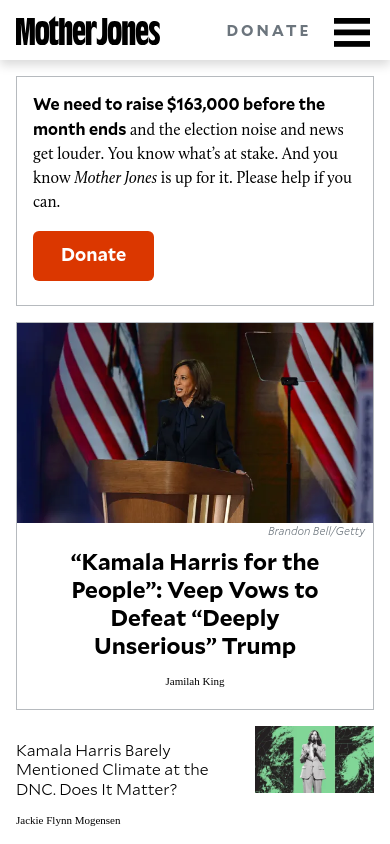 Mother Jones
DONATE
We need to raise $163,000 before the
month ends and the election noise and news
get louder. You know what’s at stake. And you
know Mother Jones is up for it. Please help if you
can.
Donate
Brandon Bell/Getty
“Kamala Harris for the
People”: Veep Vows to
Defeat “Deeply
Unserious” Trump
Jamilah King
Kamala Harris Barely
Mentioned Climate at the
DNC. Does It Matter?
Jackie Flynn Mogensen